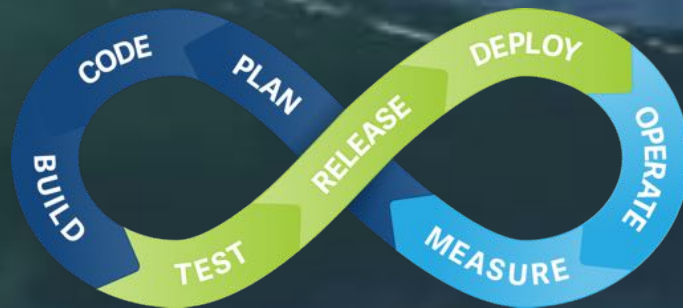 PLAN
CODE
BUILD
TEST
RELEASE
DEPLOY
OPERATE
MEASURE